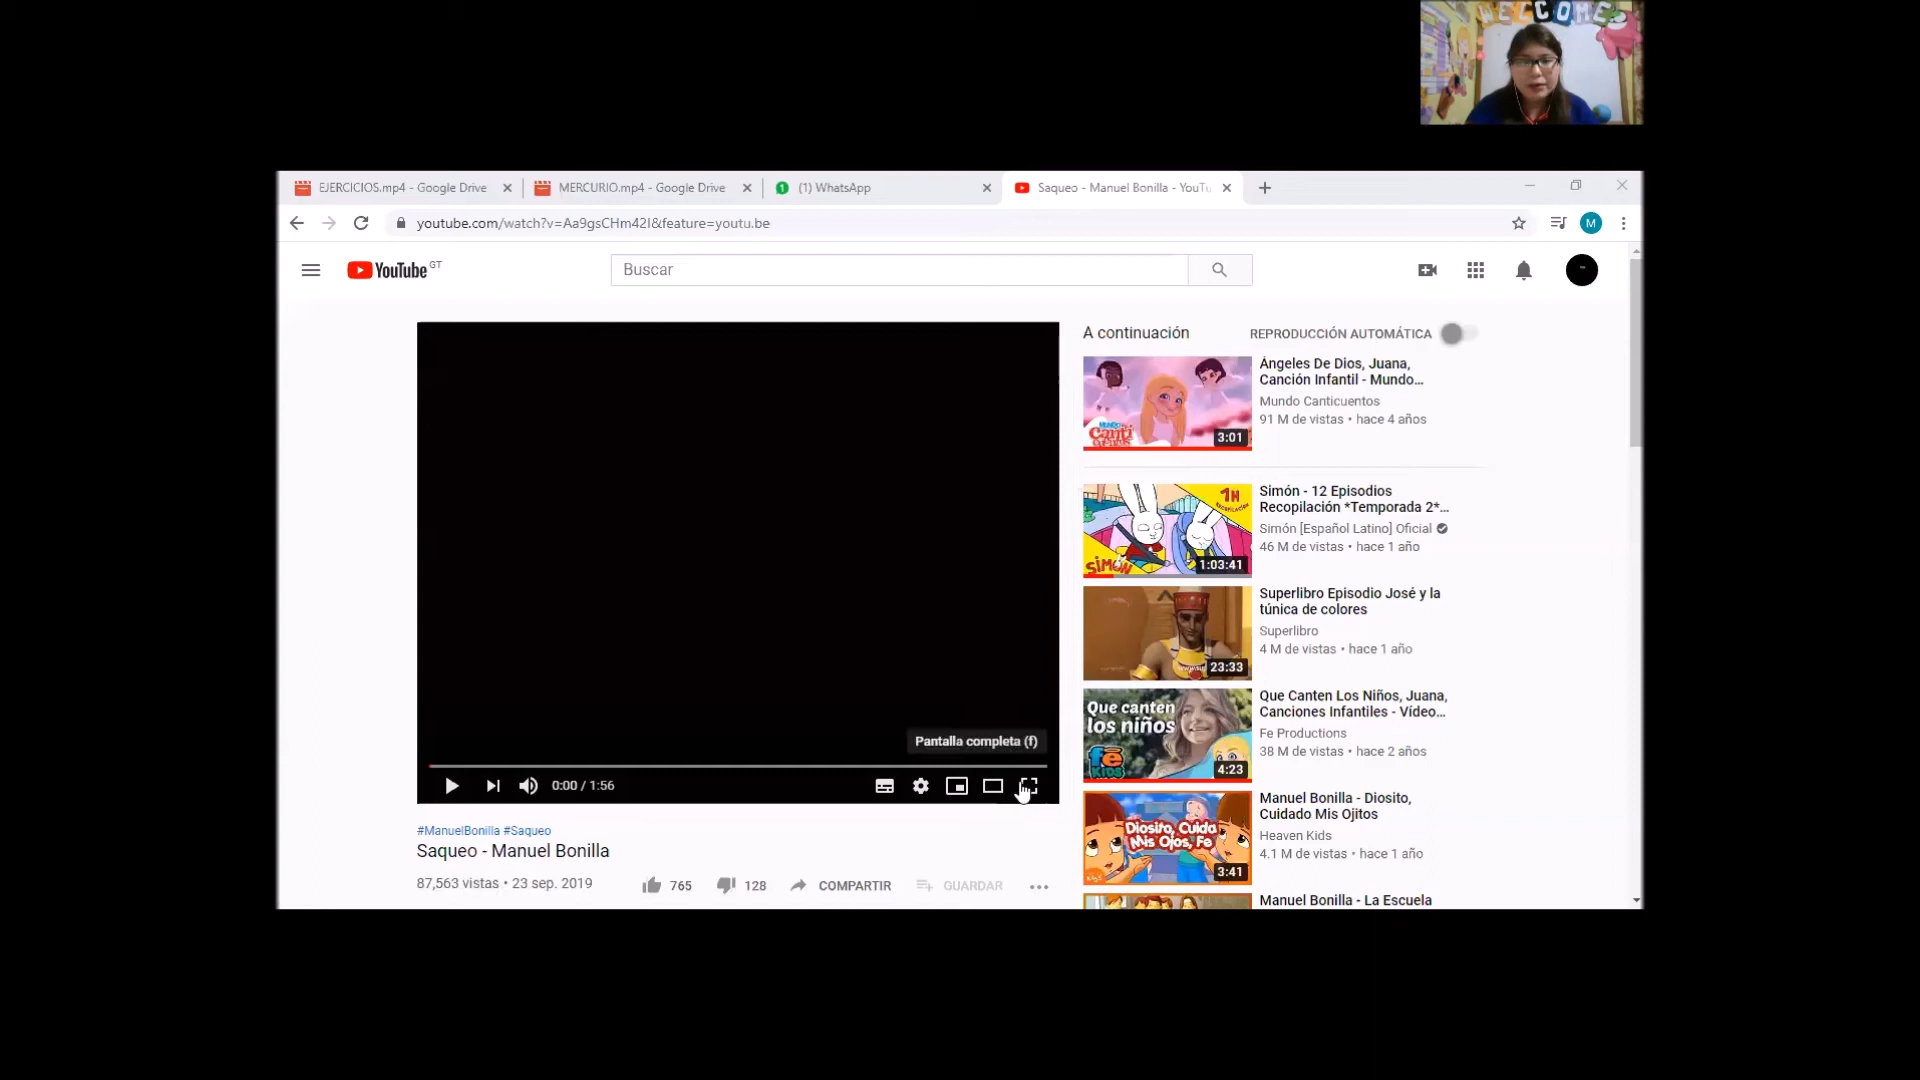 WELCOME
EJERCICIOS.mp4 - Google Drive
MERCURIO.mp4 - Google Drive
(1) WhatsApp
Saqueo - Manuel Bonilla - YouTu
youtube.com/watch?v=Aa9gsCHm42I&feature=youtu.be
M
YouTube GT
Buscar
A continuación
REPRODUCCIÓN AUTOMÁTICA
Ángeles De Dios, Juana,
Canción Infantil - Mundo...
Mundo Canticuentos
91 M de vistas • hace 4 años
3:01
Simón - 12 Episodios
Recopilación *Temporada 2*...
Simón [Español Latino] Oficial
46 M de vistas • hace 1 año
1H
SIMÓN
1:03:41
Superlibro Episodio José y la
túnica de colores
Superlibro
4 M de vistas • hace 1 año
23:33
Que Canten Los Niños, Juana,
Canciones Infantiles - Vídeo...
Fe Productions
38 M de vistas • hace 2 años
Que canten
los niños
fe
KIDS
4:23
Manuel Bonilla - Diosito,
Cuidado Mis Ojitos
Heaven Kids
4.1 M de vistas • hace 1 año
Diosito, Cuida
Mis Ojos, Fe
3:41
Manuel Bonilla - La Escuela
Pantalla completa (f)
0:00 / 1:56
#ManuelBonilla #Saqueo
Saqueo - Manuel Bonilla
87,563 vistas • 23 sep. 2019
765
128
COMPARTIR
GUARDAR